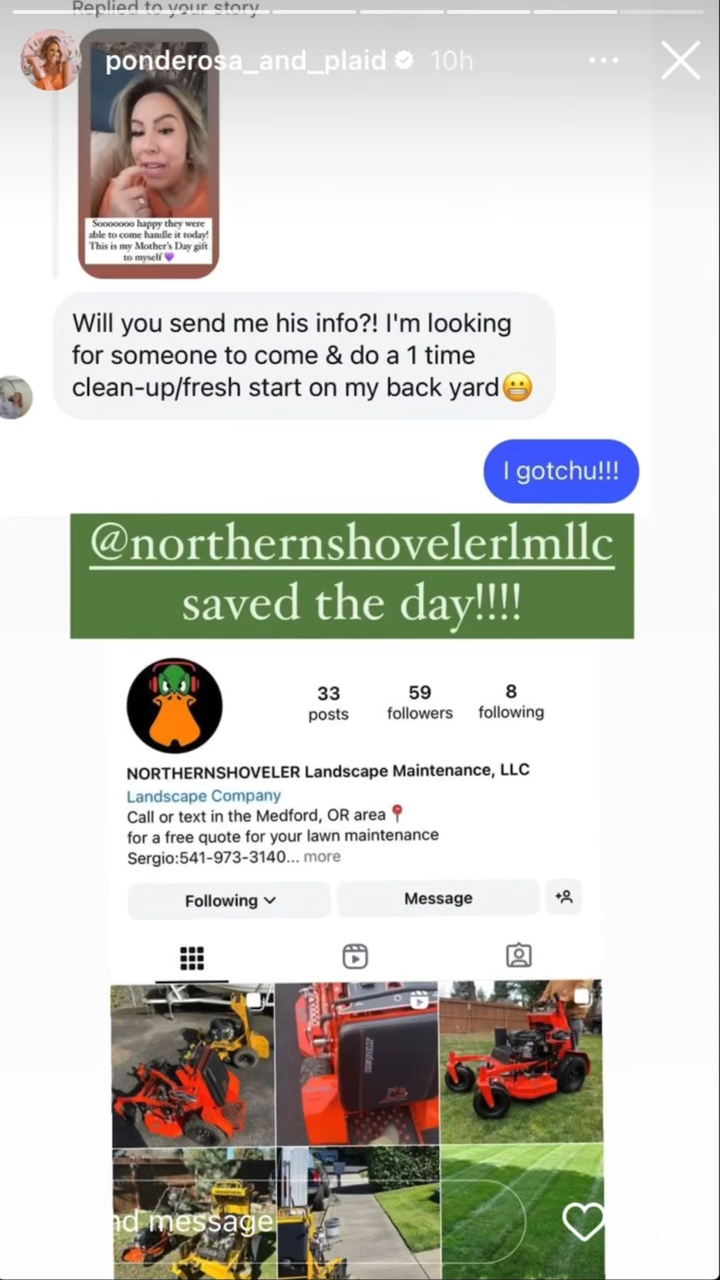 Replied to your story
ponderosa_and_plaid 10h
Sooooooo happy they were
able to come handle it today!
This is my Mother's Day gift
to myself 💜
Will you send me his info?! I'm looking
for someone to come & do a 1 time
clean-up/fresh start on my back yard😬
I gotchu!!!
@northernshovelerlmllc
saved the day!!!!
33 59 8
posts followers following
NORTHERNSHOVELER Landscape Maintenance, LLC
Landscape Company
Call or text in the Medford, OR area📍
for a free quote for your lawn maintenance
Sergio:541-973-3140... more
Following Message
nd message